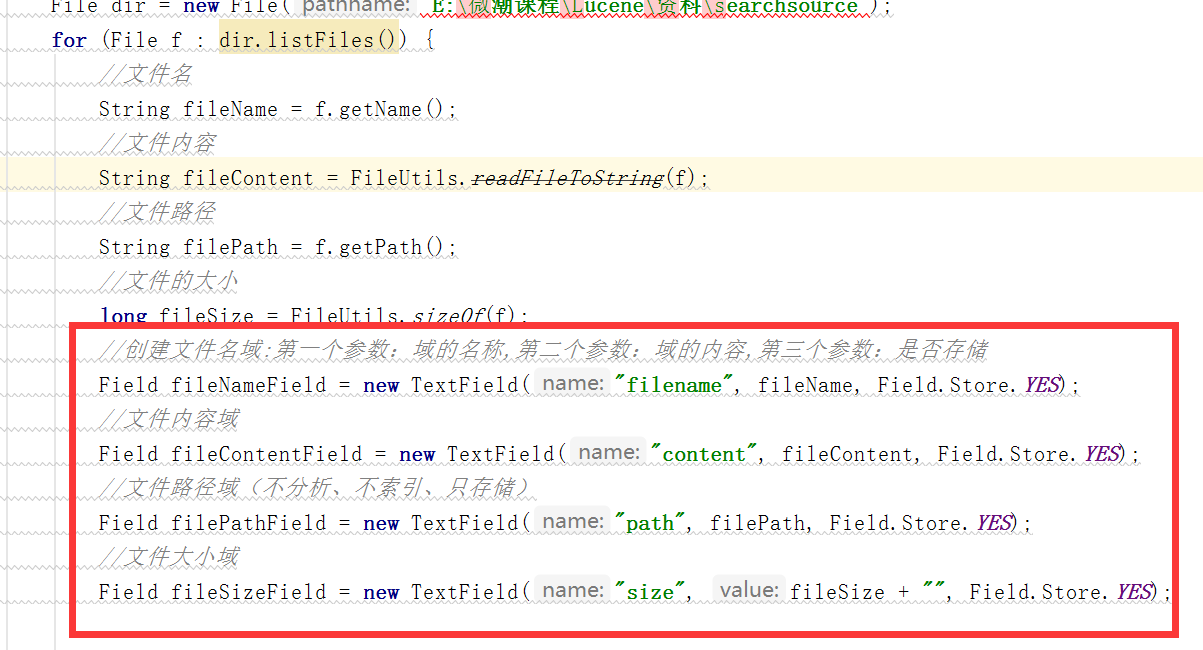 File dir = new File( pathname: "E:\微潮课程\Lucene\资料\searchsource");
for (File f : dir.listFiles()) {
//文件名
String fileName = f.getName();
//文件内容
String fileContent = FileUtils.readFileToString(f);
//文件路径
String filePath = f.getPath();
//文件的大小
long fileSize = FileUtils.sizeOf(f);
//创建文件名域:第一个参数：域的名称,第二个参数：域的内容,第三个参数：是否存储
Field fileNameField = new TextField( name: "filename", fileName, Field.Store.YES);
//文件内容域
Field fileContentField = new TextField( name: "content", fileContent, Field.Store.YES);
//文件路径域（不分析、不索引、只存储）
Field filePathField = new TextField( name: "path", filePath, Field.Store.YES);
//文件大小域
Field fileSizeField = new TextField( name: "size", value: fileSize + "", Field.Store.YES);